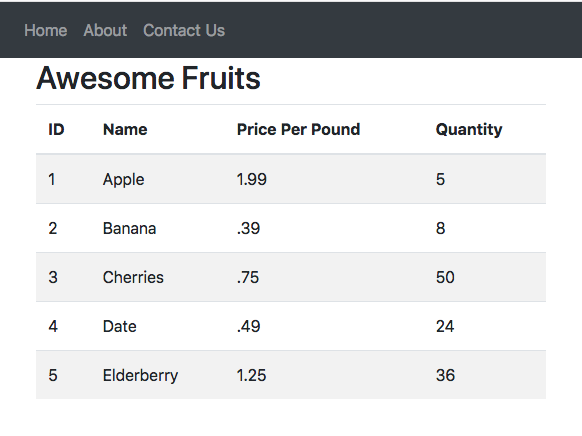 Home About Contact Us
Awesome Fruits
ID Name Price Per Pound Quantity
1 Apple 1.99 5
2 Banana .39 8
3 Cherries .75 50
4 Date .49 24
5 Elderberry 1.25 36